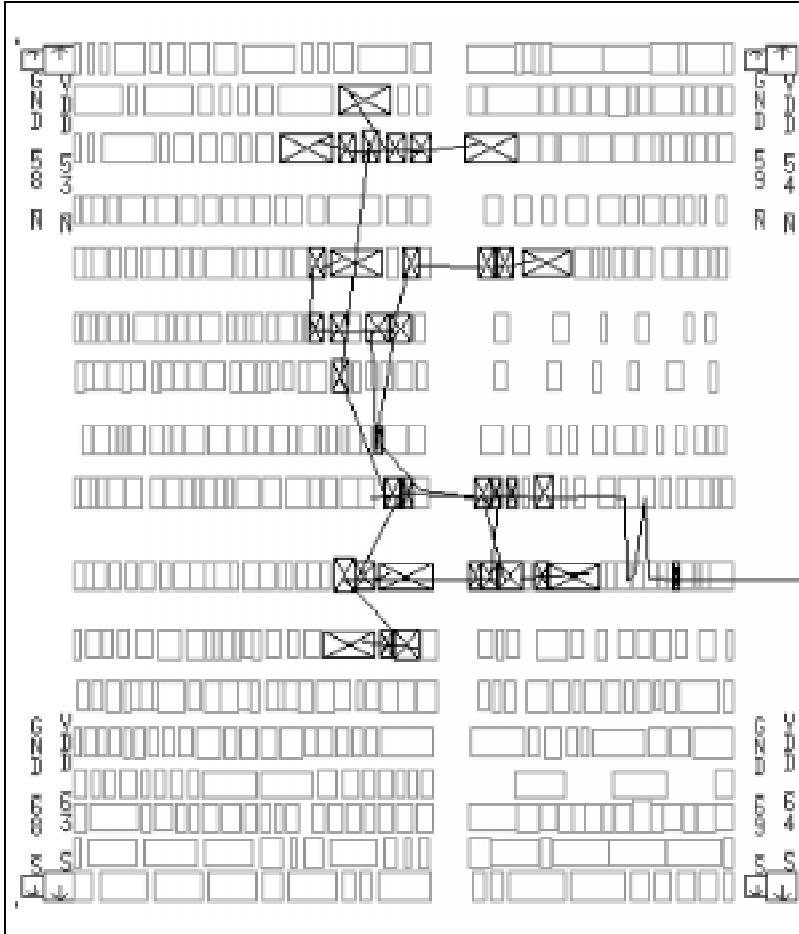 GND 58 N
VDD 53 N
GND 59 N
VDD 54 N
GND 68 S
VDD 63 S
GND 69 S
VDD 64 S